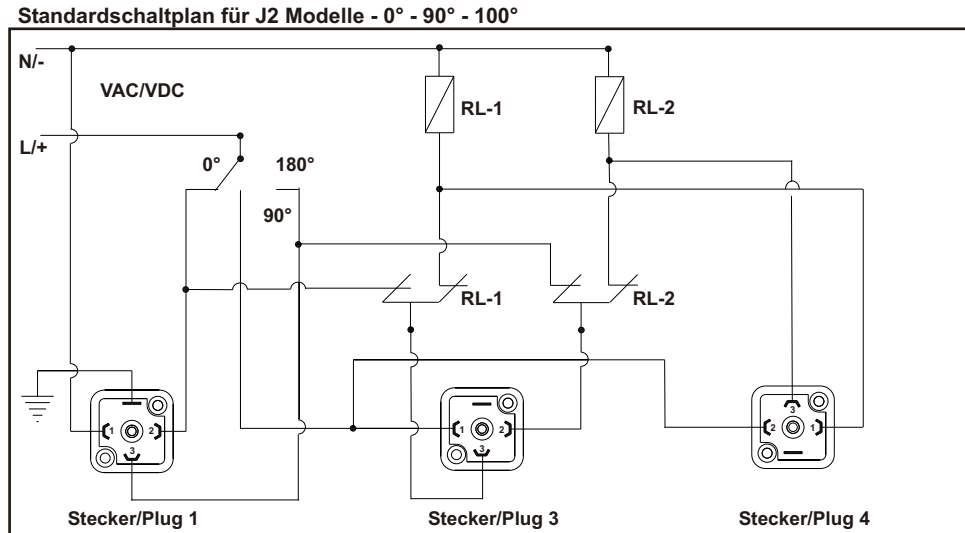 Standardschaltplan für J2 Modelle - 0° - 90° - 100°
N/-
VAC/VDC
RL-1
RL-2
L/+
0°
180°
90°
RL-1
RL-2
1
2
3
1
2
3
3
2
1
Stecker/Plug 1
Stecker/Plug 3
Stecker/Plug 4